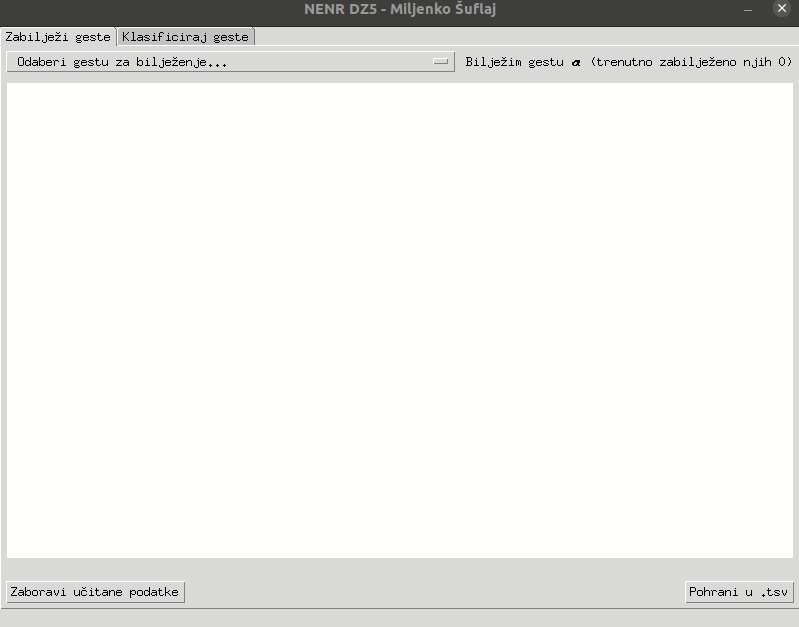 NENR DZ5 - Miljenko Šuflaj
Zabilježi geste Klasificiraj geste
Odaberi gestu za bilježenje... Bilježim gestu α (trenutno zabilježeno njih 0)
Zaboravi učitane podatke Pohrani u .tsv